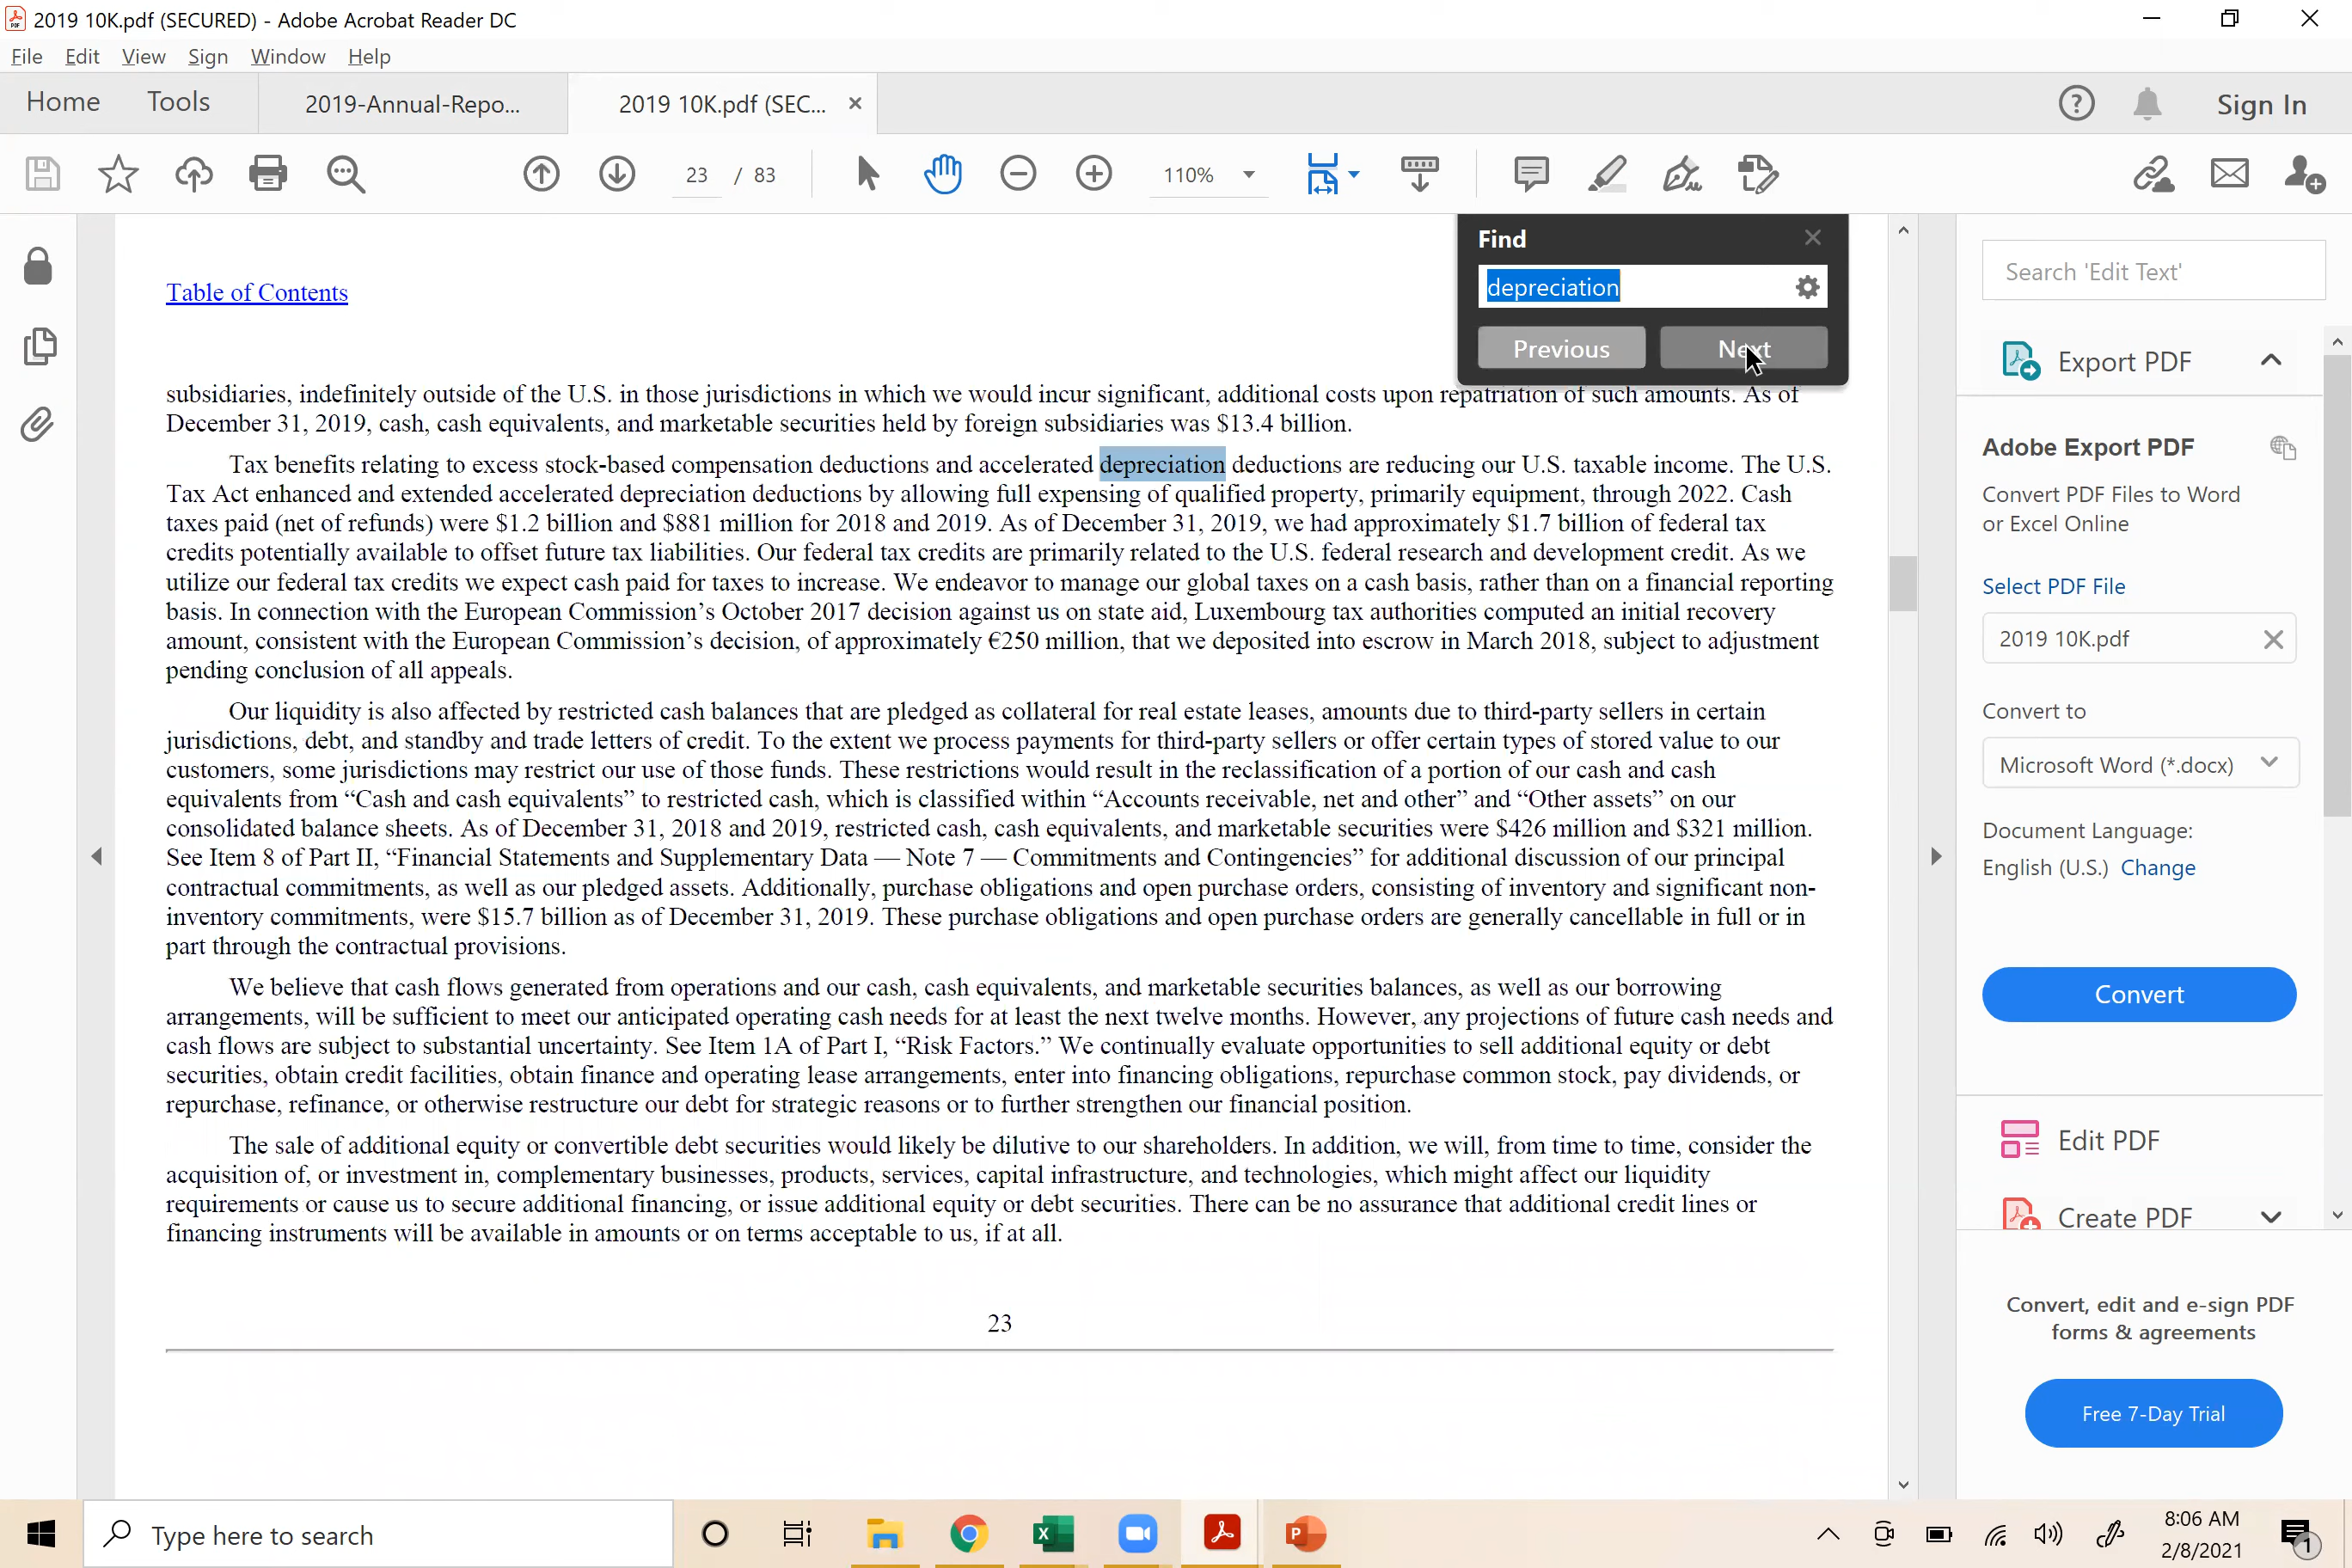 2019 10K.pdf (SECURED) - Adobe Acrobat Reader DC
File Edit View Sign Window Help
Home Tools 2019-Annual-Repo... 2019 10K.pdf (SEC... × Sign In
23 / 83 110%
Find
depreciation
Previous Next
Table of Contents
subsidiaries, indefinitely outside of the U.S. in those jurisdictions in which we would incur significant, additional costs upon repatriation of such amounts. As of
December 31, 2019, cash, cash equivalents, and marketable securities held by foreign subsidiaries was $13.4 billion.
Tax benefits relating to excess stock-based compensation deductions and accelerated depreciation deductions are reducing our U.S. taxable income. The U.S.
Tax Act enhanced and extended accelerated depreciation deductions by allowing full expensing of qualified property, primarily equipment, through 2022. Cash
taxes paid (net of refunds) were $1.2 billion and $881 million for 2018 and 2019. As of December 31, 2019, we had approximately $1.7 billion of federal tax
credits potentially available to offset future tax liabilities. Our federal tax credits are primarily related to the U.S. federal research and development credit. As we
utilize our federal tax credits we expect cash paid for taxes to increase. We endeavor to manage our global taxes on a cash basis, rather than on a financial reporting
basis. In connection with the European Commission’s October 2017 decision against us on state aid, Luxembourg tax authorities computed an initial recovery
amount, consistent with the European Commission’s decision, of approximately €250 million, that we deposited into escrow in March 2018, subject to adjustment
pending conclusion of all appeals.
Our liquidity is also affected by restricted cash balances that are pledged as collateral for real estate leases, amounts due to third-party sellers in certain
jurisdictions, debt, and standby and trade letters of credit. To the extent we process payments for third-party sellers or offer certain types of stored value to our
customers, some jurisdictions may restrict our use of those funds. These restrictions would result in the reclassification of a portion of our cash and cash
equivalents from “Cash and cash equivalents” to restricted cash, which is classified within “Accounts receivable, net and other” and “Other assets” on our
consolidated balance sheets. As of December 31, 2018 and 2019, restricted cash, cash equivalents, and marketable securities were $426 million and $321 million.
See Item 8 of Part II, “Financial Statements and Supplementary Data — Note 7 — Commitments and Contingencies” for additional discussion of our principal
contractual commitments, as well as our pledged assets. Additionally, purchase obligations and open purchase orders, consisting of inventory and significant non-
inventory commitments, were $15.7 billion as of December 31, 2019. These purchase obligations and open purchase orders are generally cancellable in full or in
part through the contractual provisions.
We believe that cash flows generated from operations and our cash, cash equivalents, and marketable securities balances, as well as our borrowing
arrangements, will be sufficient to meet our anticipated operating cash needs for at least the next twelve months. However, any projections of future cash needs and
cash flows are subject to substantial uncertainty. See Item 1A of Part I, “Risk Factors.” We continually evaluate opportunities to sell additional equity or debt
securities, obtain credit facilities, obtain finance and operating lease arrangements, enter into financing obligations, repurchase common stock, pay dividends, or
repurchase, refinance, or otherwise restructure our debt for strategic reasons or to further strengthen our financial position.
The sale of additional equity or convertible debt securities would likely be dilutive to our shareholders. In addition, we will, from time to time, consider the
acquisition of, or investment in, complementary businesses, products, services, capital infrastructure, and technologies, which might affect our liquidity
requirements or cause us to secure additional financing, or issue additional equity or debt securities. There can be no assurance that additional credit lines or
financing instruments will be available in amounts or on terms acceptable to us, if at all.
23
Search 'Edit Text'
Export PDF
Adobe Export PDF
Convert PDF Files to Word
or Excel Online
Select PDF File
2019 10K.pdf
Convert to
Microsoft Word (*.docx)
Document Language:
English (U.S.) Change
Convert
Edit PDF
Create PDF
Convert, edit and e-sign PDF
forms & agreements
Free 7-Day Trial
Type here to search
8:06 AM
2/8/2021
1